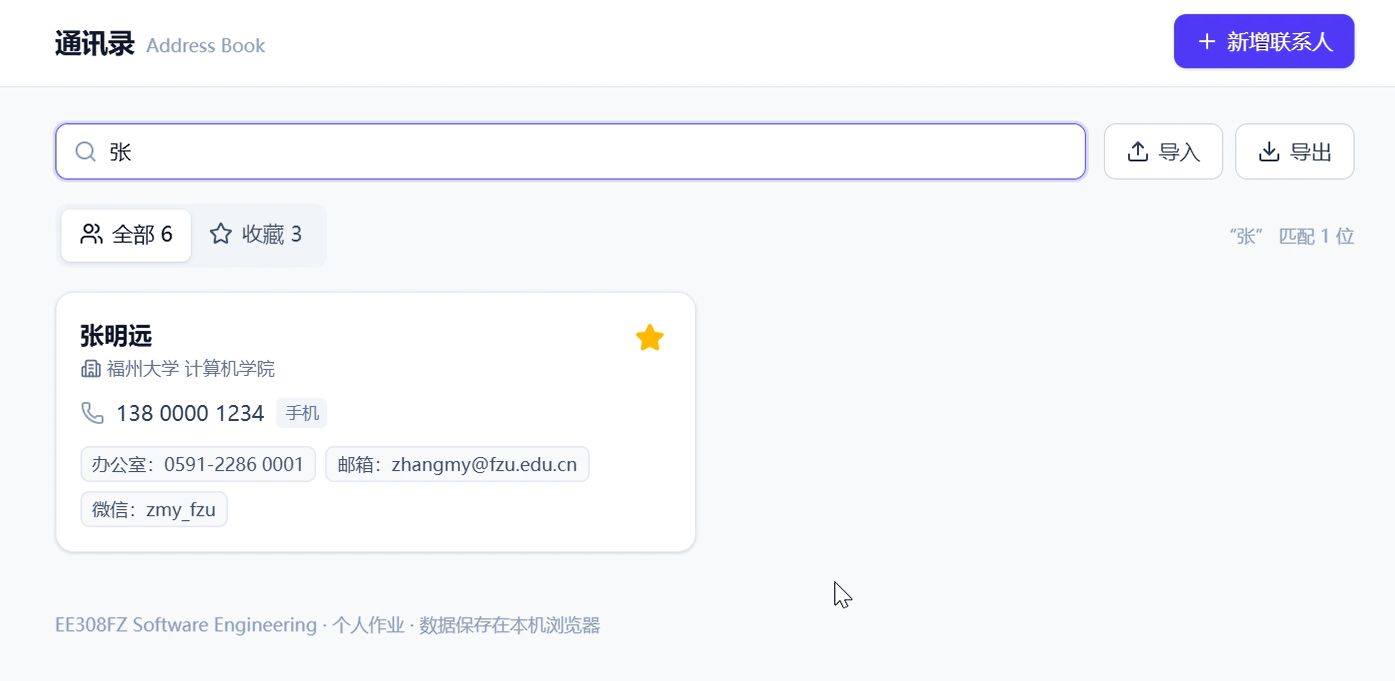 通讯录 Address Book
+ 新增联系人
张
导入
导出
全部 6
收藏 3
“张” 匹配 1 位
张明远
福州大学 计算机学院
138 0000 1234 手机
办公室：0591-2286 0001 邮箱：zhangmy@fzu.edu.cn
微信：zmy_fzu
EE308FZ Software Engineering · 个人作业 · 数据保存在本机浏览器